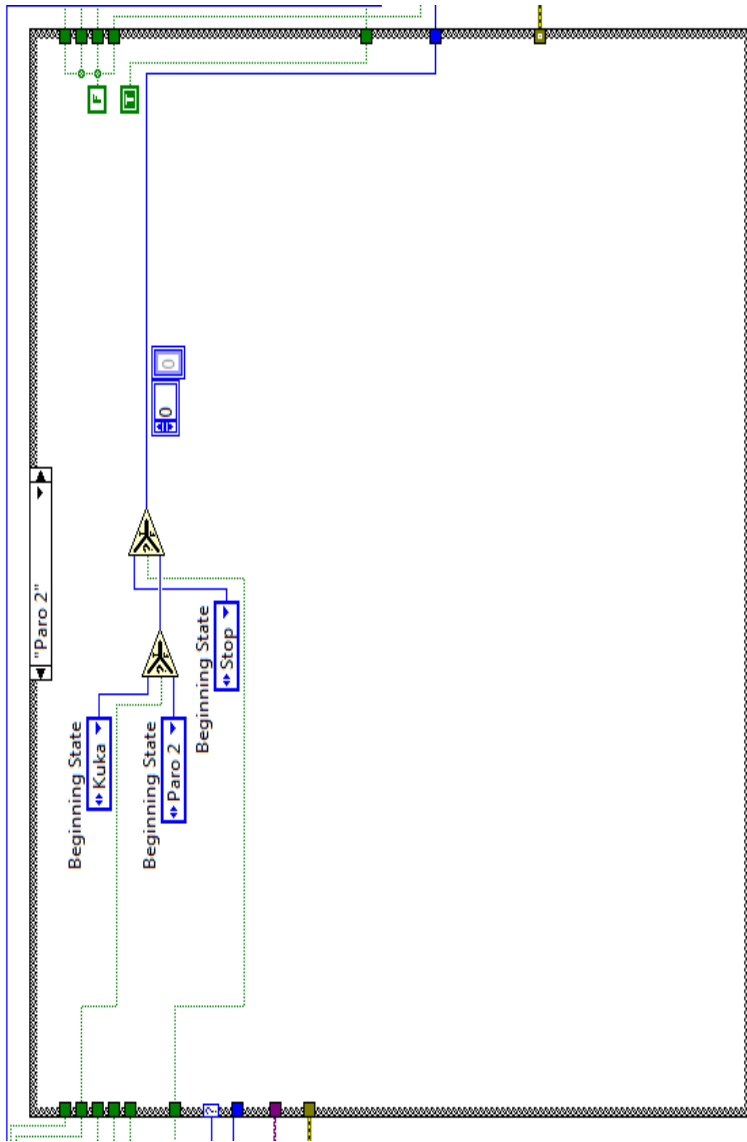 "Paro 2"
Beginning State
Kuka
Beginning State
Paro 2
Beginning State
Stop
?
T
F
?
T
F
0
0
F
T
?